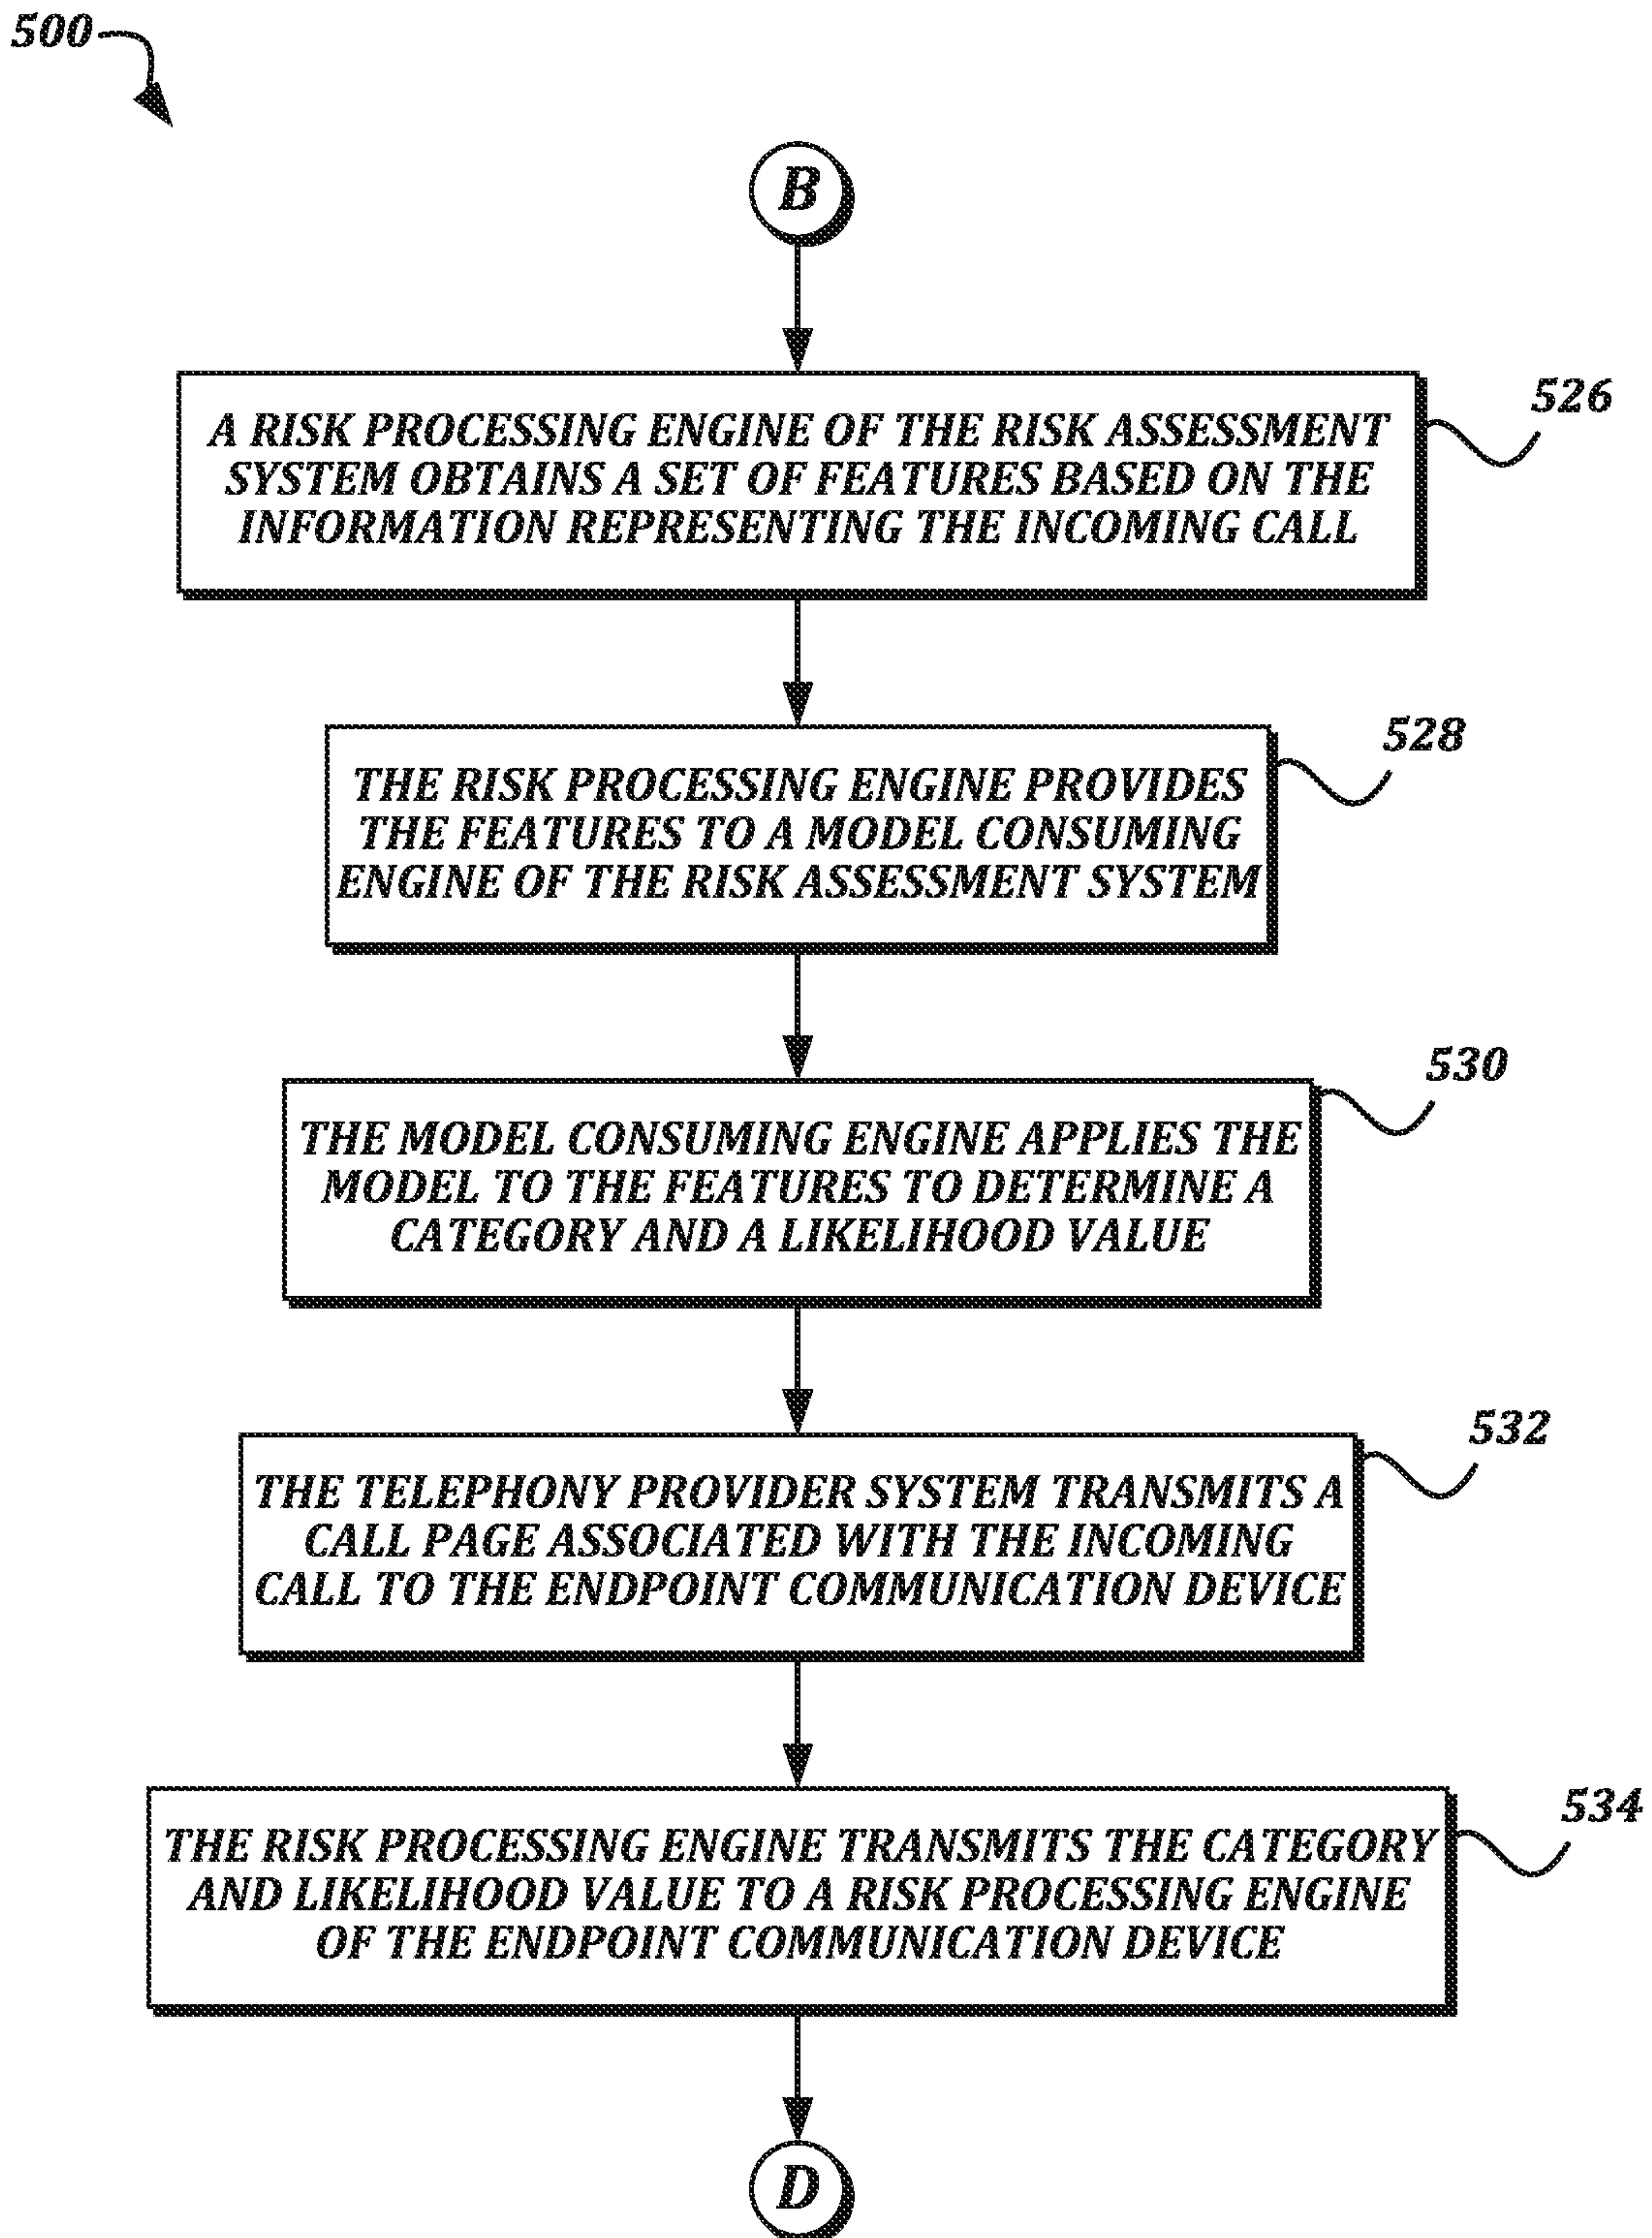 500
B
A RISK PROCESSING ENGINE OF THE RISK ASSESSMENT
SYSTEM OBTAINS A SET OF FEATURES BASED ON THE
INFORMATION REPRESENTING THE INCOMING CALL
526
THE RISK PROCESSING ENGINE PROVIDES
THE FEATURES TO A MODEL CONSUMING
ENGINE OF THE RISK ASSESSMENT SYSTEM
528
THE MODEL CONSUMING ENGINE APPLIES THE
MODEL TO THE FEATURES TO DETERMINE A
CATEGORY AND A LIKELIHOOD VALUE
530
THE TELEPHONY PROVIDER SYSTEM TRANSMITS A
CALL PAGE ASSOCIATED WITH THE INCOMING
CALL TO THE ENDPOINT COMMUNICATION DEVICE
532
THE RISK PROCESSING ENGINE TRANSMITS THE CATEGORY
AND LIKELIHOOD VALUE TO A RISK PROCESSING ENGINE
OF THE ENDPOINT COMMUNICATION DEVICE
534
D